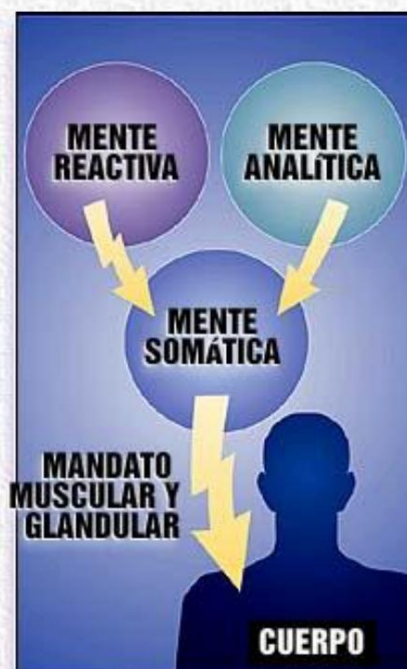 MENTE
REACTIVA
MENTE
ANALíTICA
MENTE
SOMáTICA
MANDATO
MUSCULAR Y
GLANDULAR
CUERPO